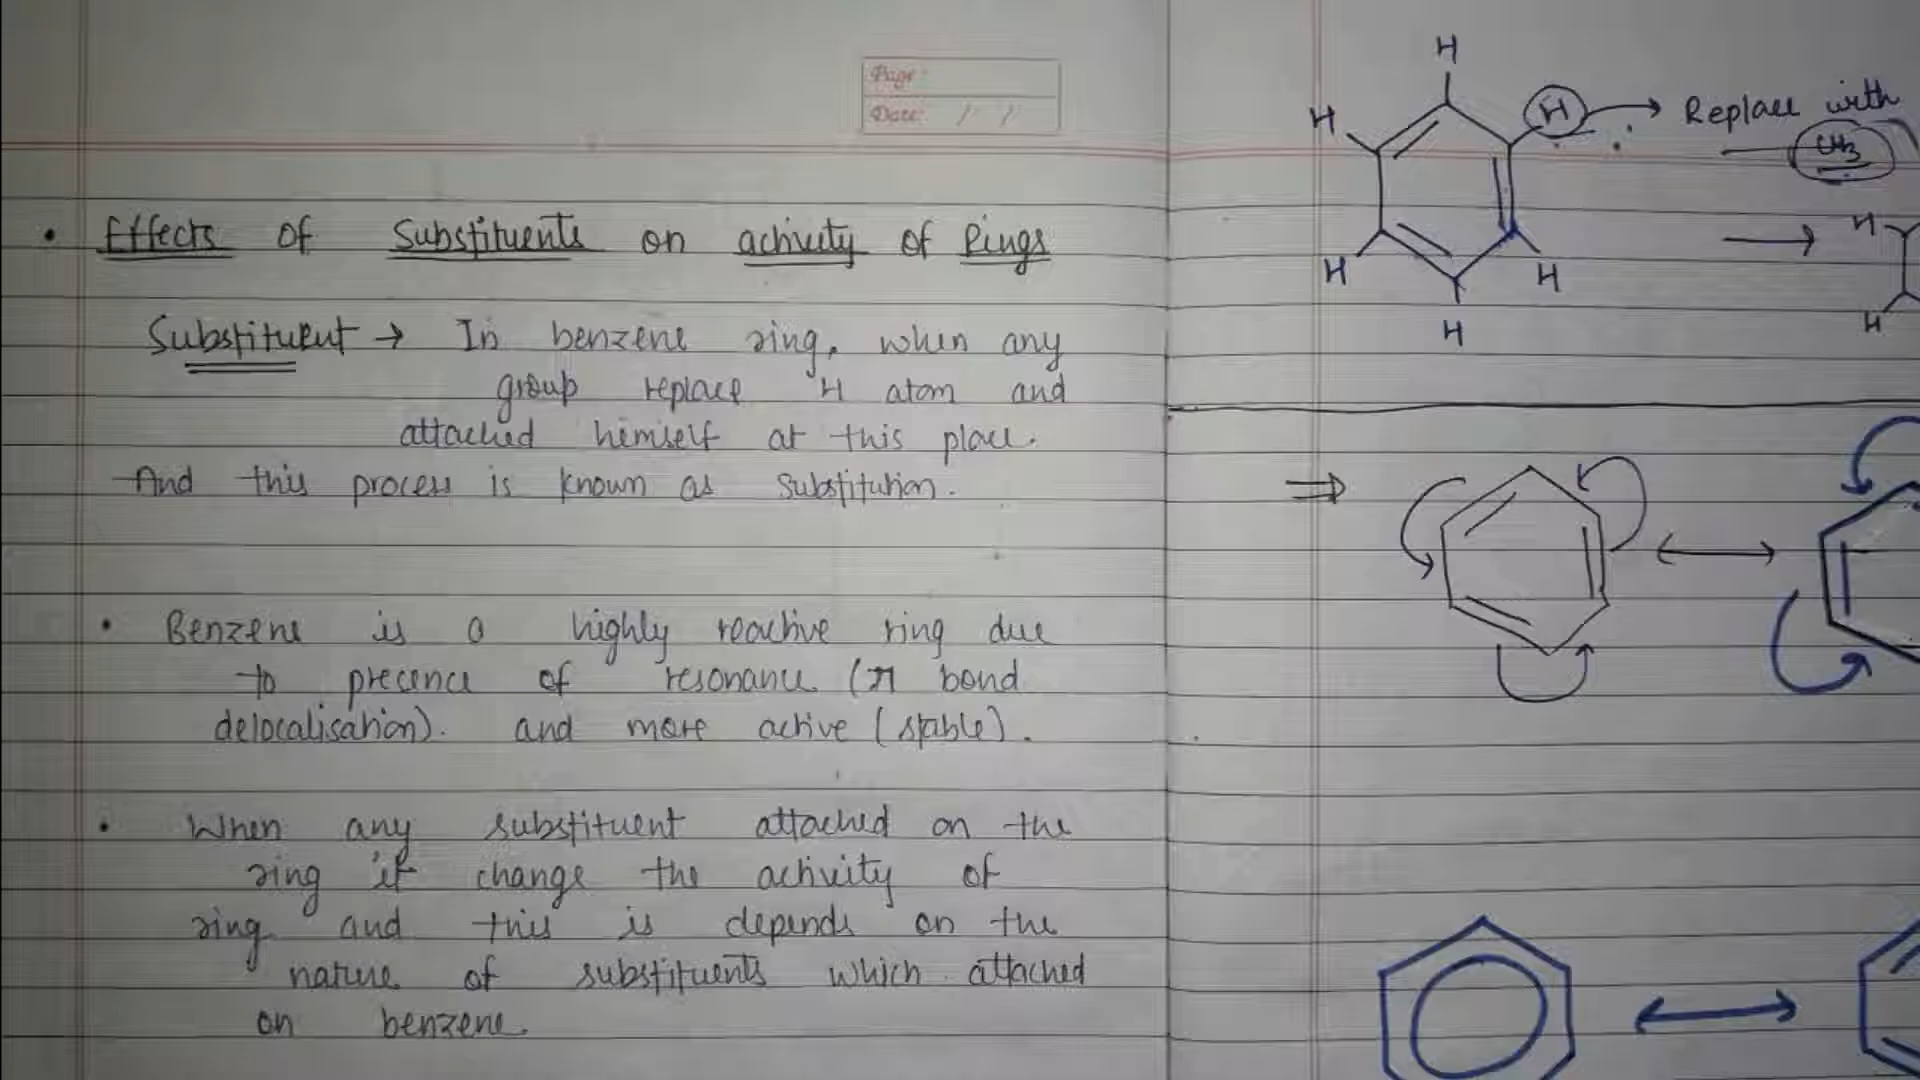 Page:
Date: / /
• Effects of Substituents on activity of Rings
Substituent → In benzene ring, when any
group replace H atom and
attached himself at this place.
And this process is known as substitution.
• Benzene is a highly reactive ring due
to precence of resonance (π bond
delocalisation). and more active (stable).
• When any substituent attached on the
ring it change the activity of
ring and this is depends on the
nature of substituents which attached
on benzene.
H
H
H → Replace with
CH3
→
H
H
H
H
H
H
⇒